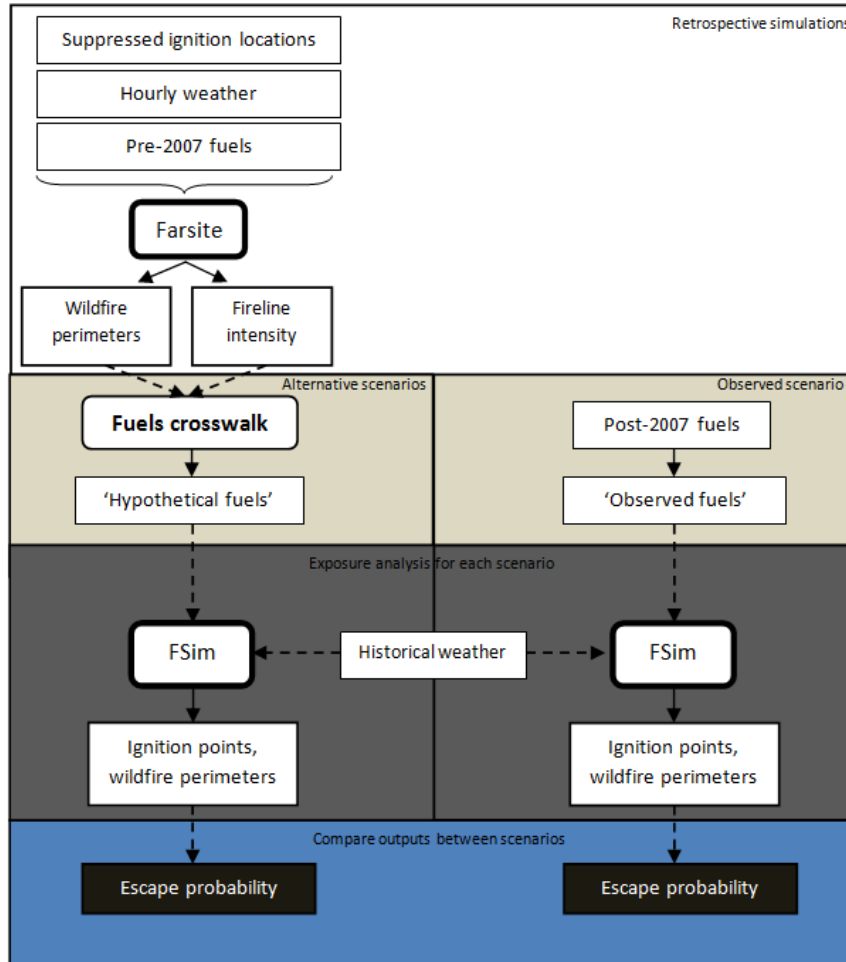 Retrospective simulations
Suppressed ignition locations
Hourly weather
Pre-2007 fuels
Farsite
Wildfire
perimeters
Fireline
intensity
Alternative scenarios
Observed scenario
Fuels crosswalk
Post-2007 fuels
‘Hypothetical fuels’
‘Observed fuels’
Exposure analysis for each scenario
FSim
Historical weather
FSim
Ignition points,
wildfire perimeters
Ignition points,
wildfire perimeters
Compare outputs between scenarios
Escape probability
Escape probability